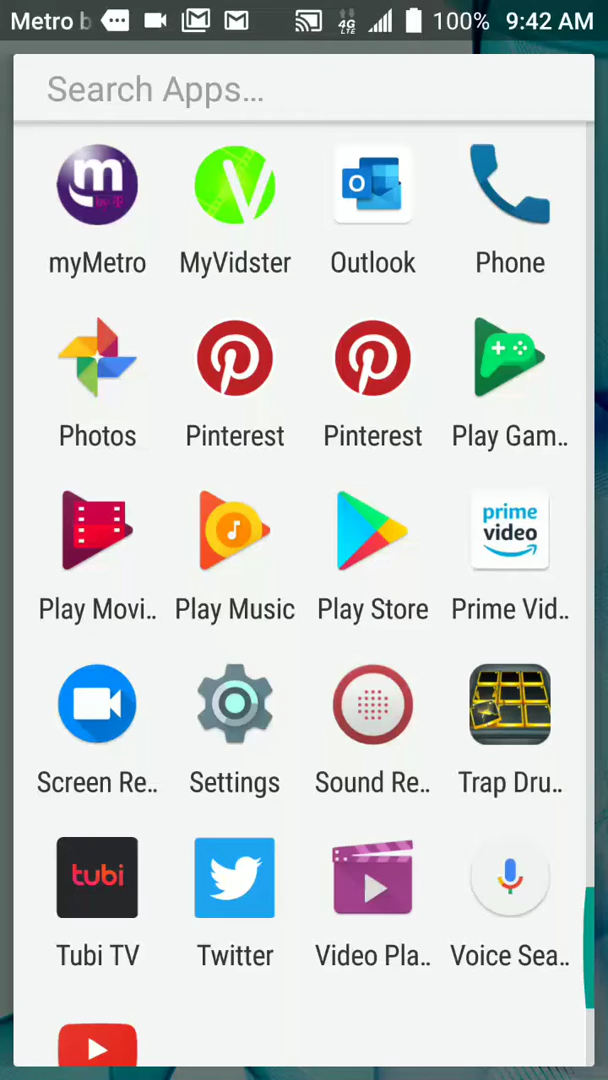 Metro b 4G LTE 100% 9:42 AM
Search Apps...
m
myMetro MyVidster Outlook Phone
Photos Pinterest Pinterest Play Gam..
prime
video
Play Movi.. Play Music Play Store Prime Vid..
Screen Re.. Settings Sound Re.. Trap Dru..
tubi
Tubi TV Twitter Video Pla.. Voice Sea..